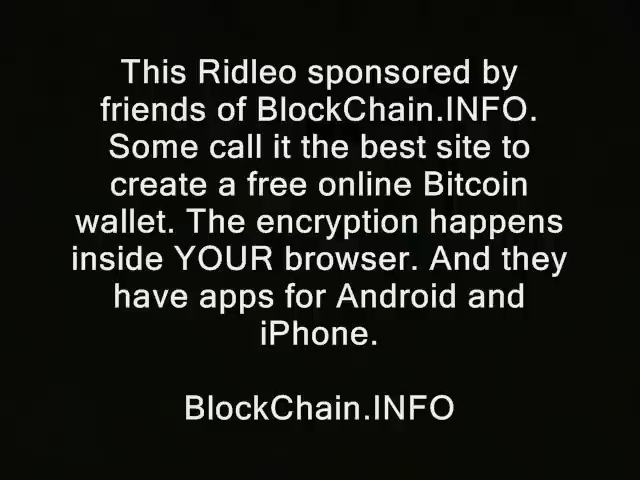 This Ridleo sponsored by
friends of BlockChain.INFO.
Some call it the best site to
create a free online Bitcoin
wallet. The encryption happens
inside YOUR browser. And they
have apps for Android and
iPhone.
BlockChain.INFO